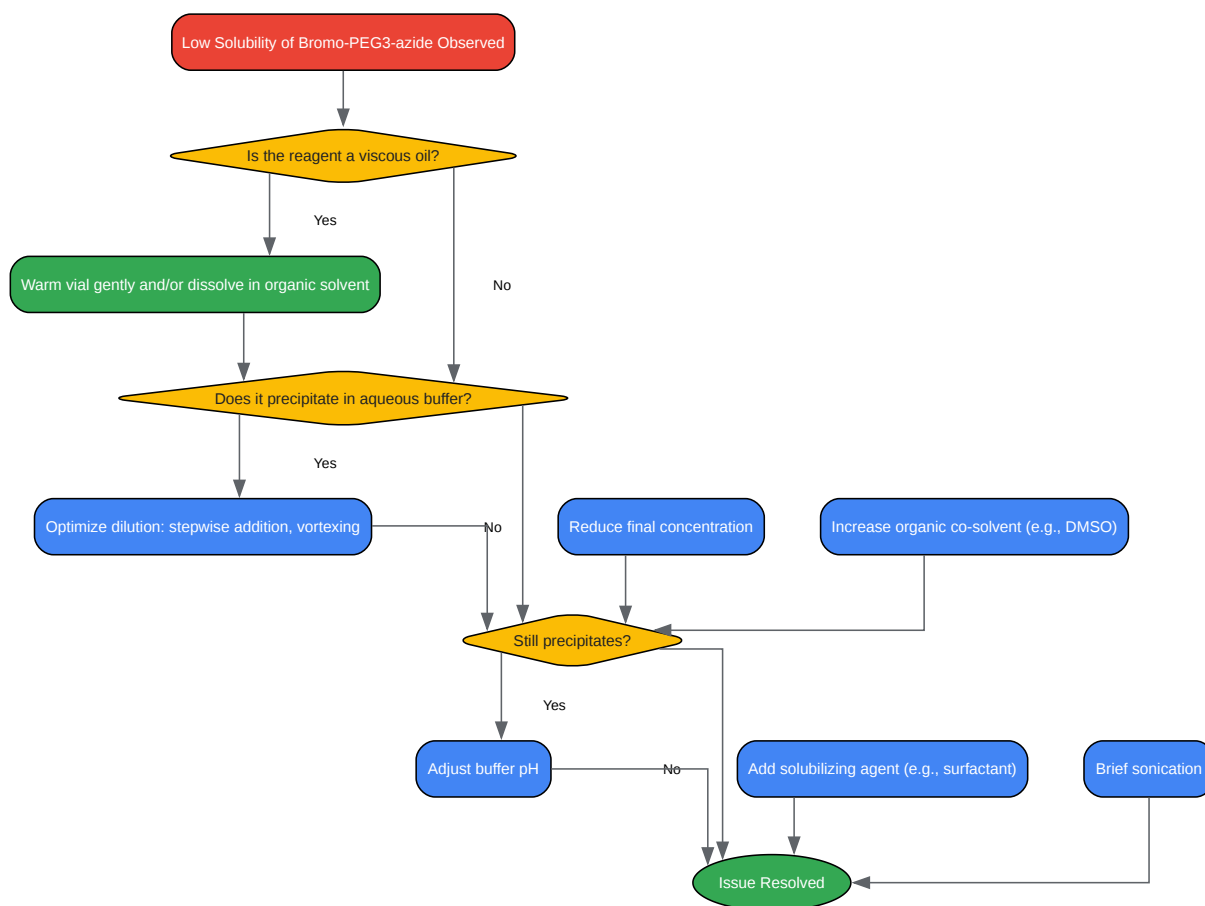 Low Solubility of Bromo-PEG3-azide Observed
Is the reagent a viscous oil?
Yes
Warm vial gently and/or dissolve in organic solvent
No
Does it precipitate in aqueous buffer?
Yes
Optimize dilution: stepwise addition, vortexing
No
Reduce final concentration
Increase organic co-solvent (e.g., DMSO)
Still precipitates?
Yes
Adjust buffer pH
No
Add solubilizing agent (e.g., surfactant)
Brief sonication
Issue Resolved